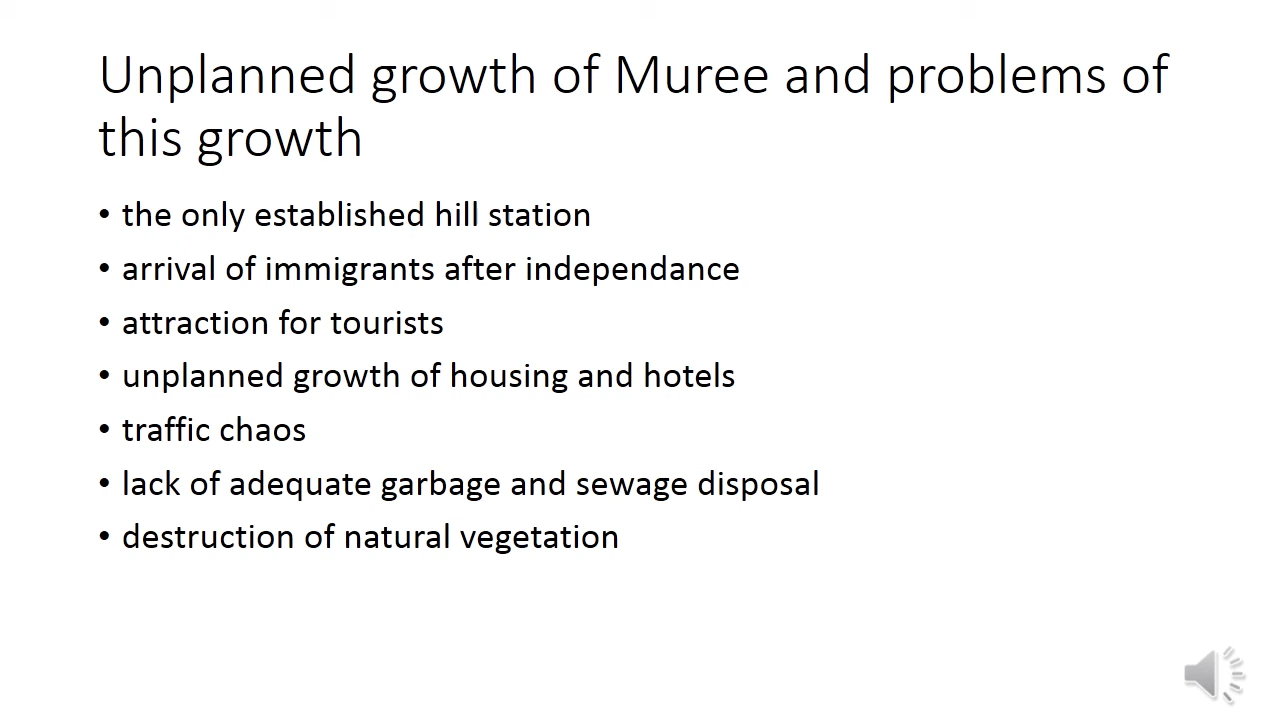 Unplanned growth of Muree and problems of
this growth
• the only established hill station
• arrival of immigrants after independance
• attraction for tourists
• unplanned growth of housing and hotels
• traffic chaos
• lack of adequate garbage and sewage disposal
• destruction of natural vegetation